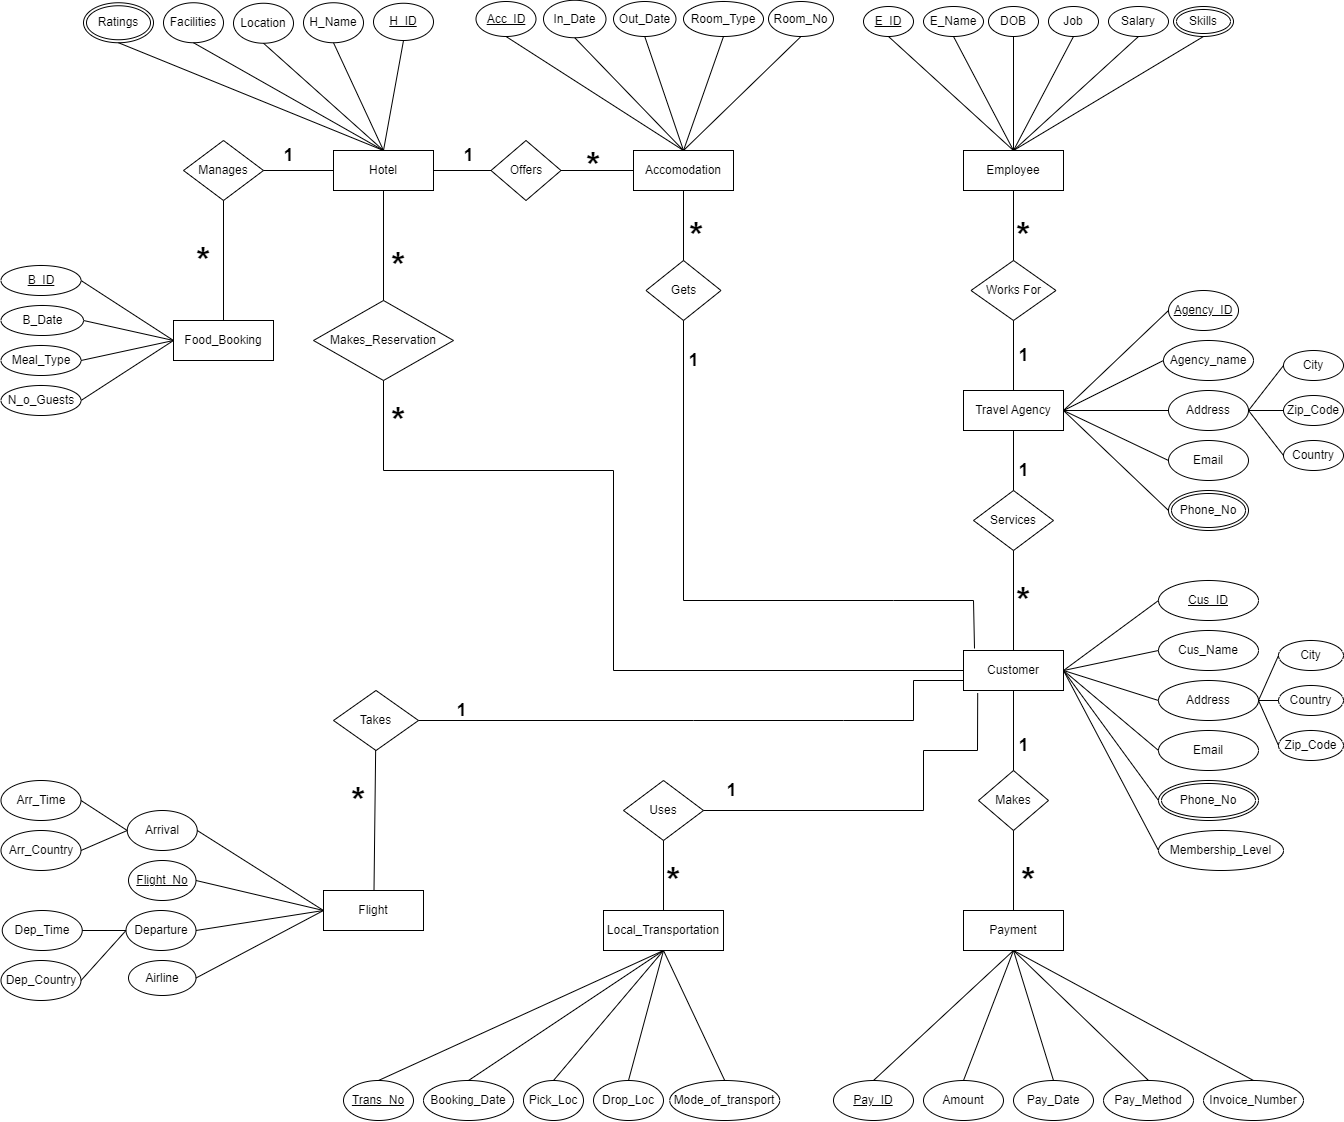 Ratings
Facilities
Location
H_Name
H_ID
Acc_ID
In_Date
Out_Date
Room_Type
Room_No
E_ID
E_Name
DOB
Job
Salary
Skills
Manages
1
Hotel
1
Offers
*
Accomodation
Employee
*
*
*
*
B_ID
B_Date
Meal_Type
N_o_Guests
Food_Booking
Makes_Reservation
Gets
Works For
1
1
*
Travel Agency
Agency_ID
Agency_name
Address
Email
Phone_No
City
Zip_Code
Country
1
Services
*
Customer
Cus_ID
Cus_Name
Address
Email
Phone_No
Membership_Level
City
Country
Zip_Code
Takes
1
*
Uses
1
*
1
Makes
*
Arr_Time
Arr_Country
Arrival
Flight_No
Dep_Time
Departure
Dep_Country
Airline
Flight
Local_Transportation
Payment
Trans_No
Booking_Date
Pick_Loc
Drop_Loc
Mode_of_transport
Pay_ID
Amount
Pay_Date
Pay_Method
Invoice_Number